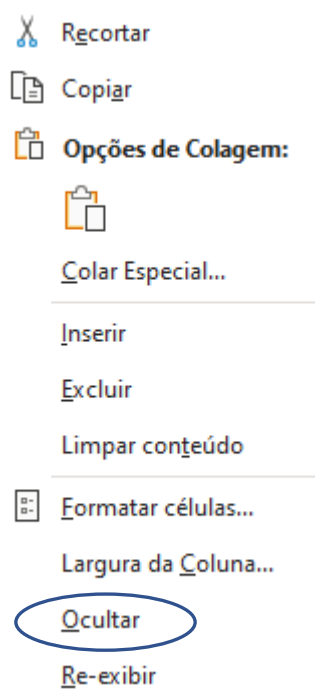 Recortar
Copiar
Opções de Colagem:
Colar Especial...
Inserir
Excluir
Limpar conteúdo
Formatar células...
Largura da Coluna...
Ocultar
Re-exibir